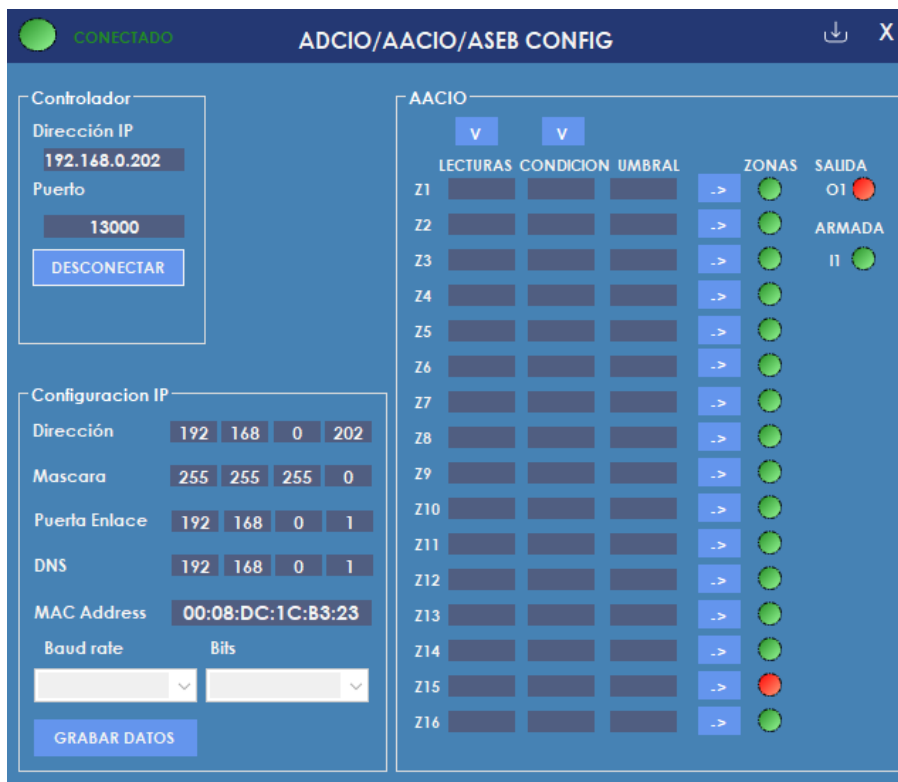 CONECTADO
ADCIO/AACIO/ASEB CONFIG
X
Controlador
Dirección IP
192.168.0.202
Puerto
13000
DESCONECTAR
Configuracion IP
Dirección 192 168 0 202
Mascara 255 255 255 0
Puerta Enlace 192 168 0 1
DNS 192 168 0 1
MAC Address 00:08:DC:1C:B3:23
Baud rate Bits
GRABAR DATOS
AACIO
V V
LECTURAS CONDICION UMBRAL ZONAS SALIDA
Z1 -> O1
Z2 -> ARMADA
Z3 -> I1
Z4 ->
Z5 ->
Z6 ->
Z7 ->
Z8 ->
Z9 ->
Z10 ->
Z11 ->
Z12 ->
Z13 ->
Z14 ->
Z15 ->
Z16 ->